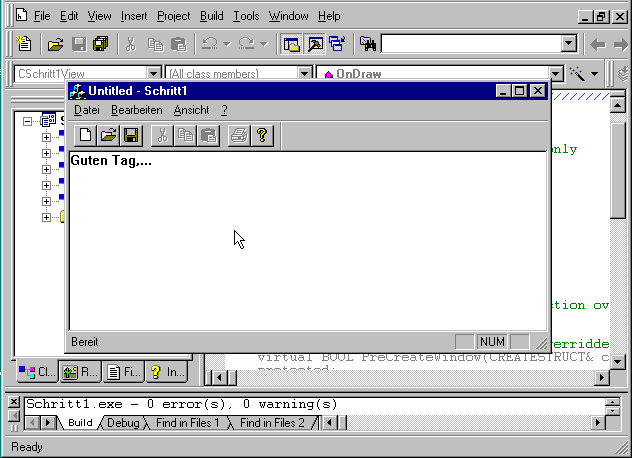 File Edit View Insert Project Build Tools Window Help
CSchritt1View (All class members) OnDraw
Untitled - Schritt1
Datei Bearbeiten Ansicht ?
Guten Tag,...
Bereit NUM
only
ction ov
verridde
virtual BOOL PreCreateWindow(CREATESTRUCT& c
protected:
Cl... R... Fi... In...
Schritt1.exe - 0 error(s), 0 warning(s)
Build Debug Find in Files 1 Find in Files 2
Ready